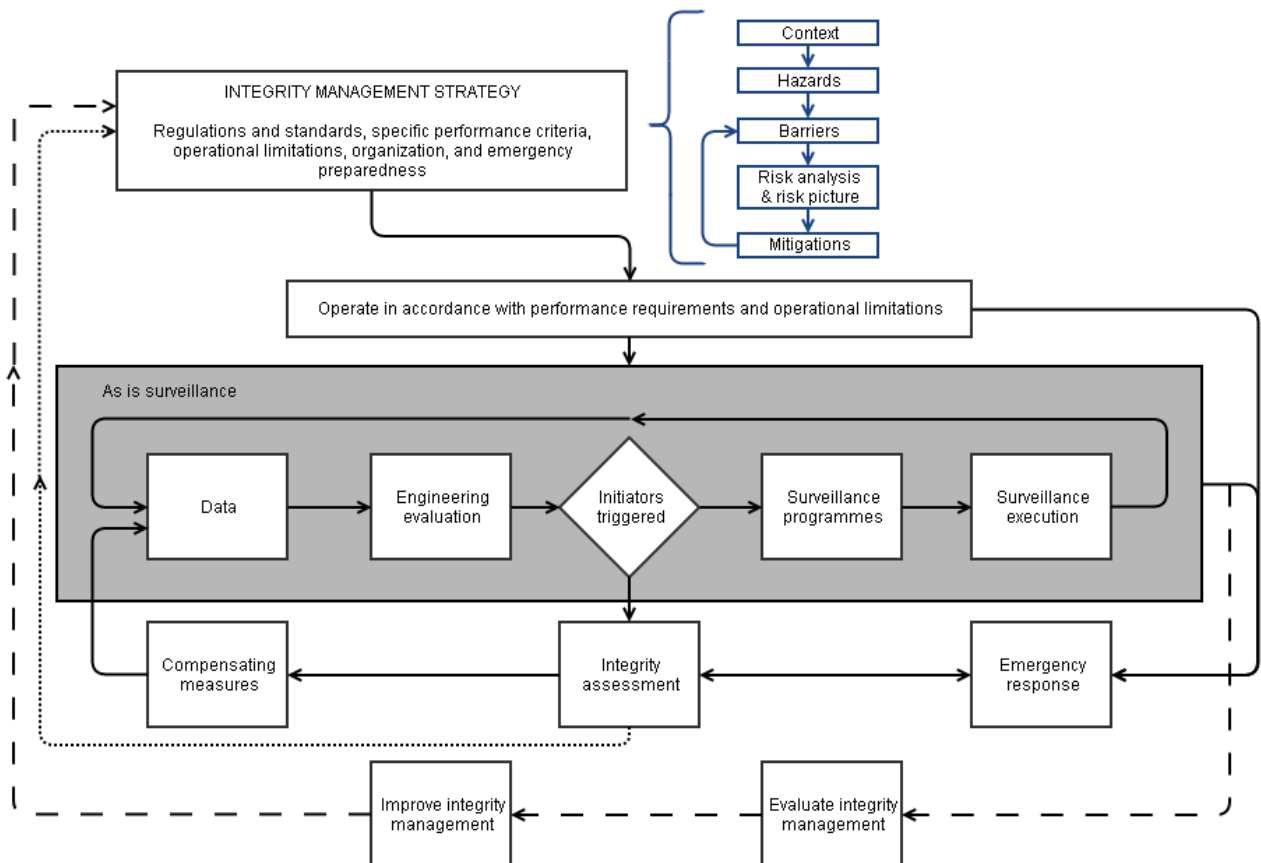 Context
Hazards
Barriers
Risk analysis
& risk picture
Mitigations
INTEGRITY MANAGEMENT STRATEGY
Regulations and standards, specific performance criteria,
operational limitations, organization, and emergency
preparedness
Operate in accordance with performance requirements and operational limitations
As is surveillance
Data
Engineering
evaluation
Initiators
triggered
Surveillance
programmes
Surveillance
execution
Compensating
measures
Integrity
assessment
Emergency
response
Improve integrity
management
Evaluate integrity
management